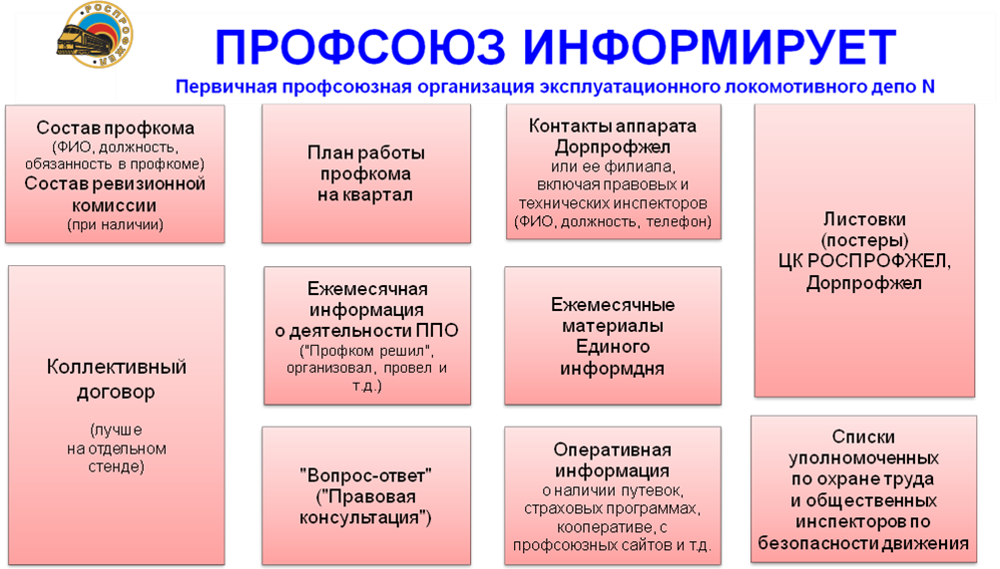 РОСПРОФЖЕЛ
ПРОФСОЮЗ ИНФОРМИРУЕТ
Первичная профсоюзная организация эксплуатационного локомотивного депо N
Состав профкома
(ФИО, должность,
обязанность в профкоме)
Состав ревизионной
комиссии
(при наличии)
План работы
профкома
на квартал
Контакты аппарата
Дорпрофжел
или ее филиала,
включая правовых и
технических инспекторов
(ФИО, должность, телефон)
Листовки
(постеры)
ЦК РОСПРОФЖЕЛ,
Дорпрофжел
Коллективный
договор
(лучше
на отдельном
стенде)
Ежемесячная
информация
о деятельности ППО
("Профком решил",
организовал, провел и
т.д.)
Ежемесячные
материалы
Единого
информдня
"Вопрос-ответ"
("Правовая
консультация")
Оперативная
информация
о наличии путевок,
страховых программах,
кооперативе, с
профсоюзных сайтов и т.д.
Списки
уполномоченных
по охране труда
и общественных
инспекторов по
безопасности движения